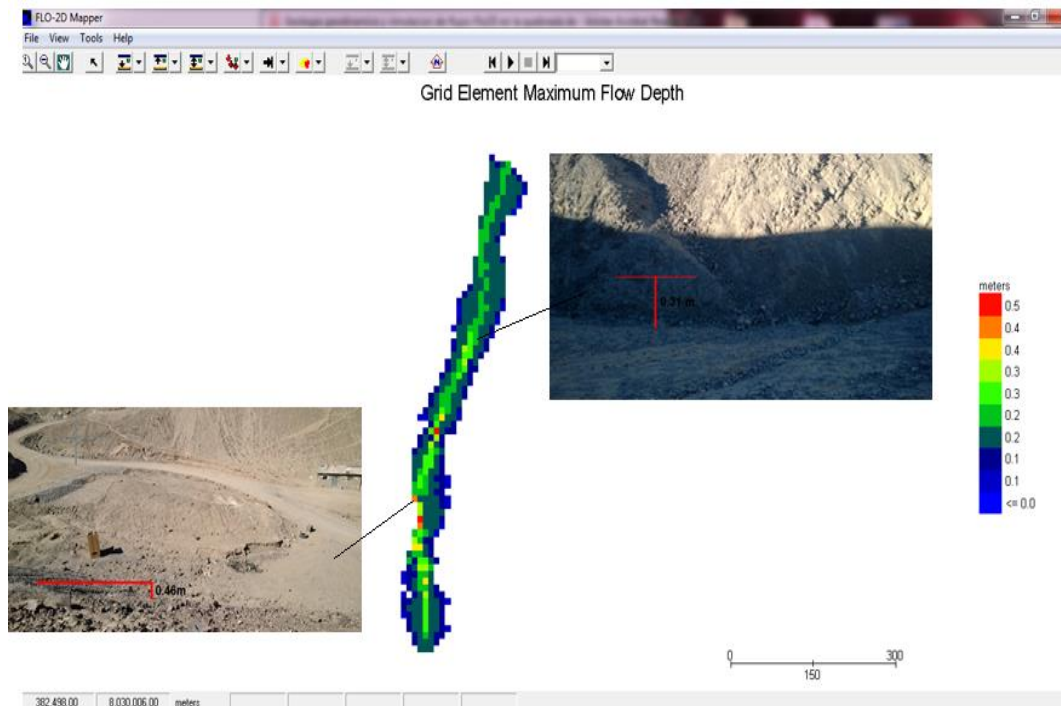 FLO-2D Mapper
File View Tools Help
Grid Element Maximum Flow Depth
0.31 m
meters
0.5
0.4
0.4
0.3
0.3
0.2
0.2
0.1
0.1
<= 0.0
0.46m
0 300
150
382,498.00 8,030,006.00 meters